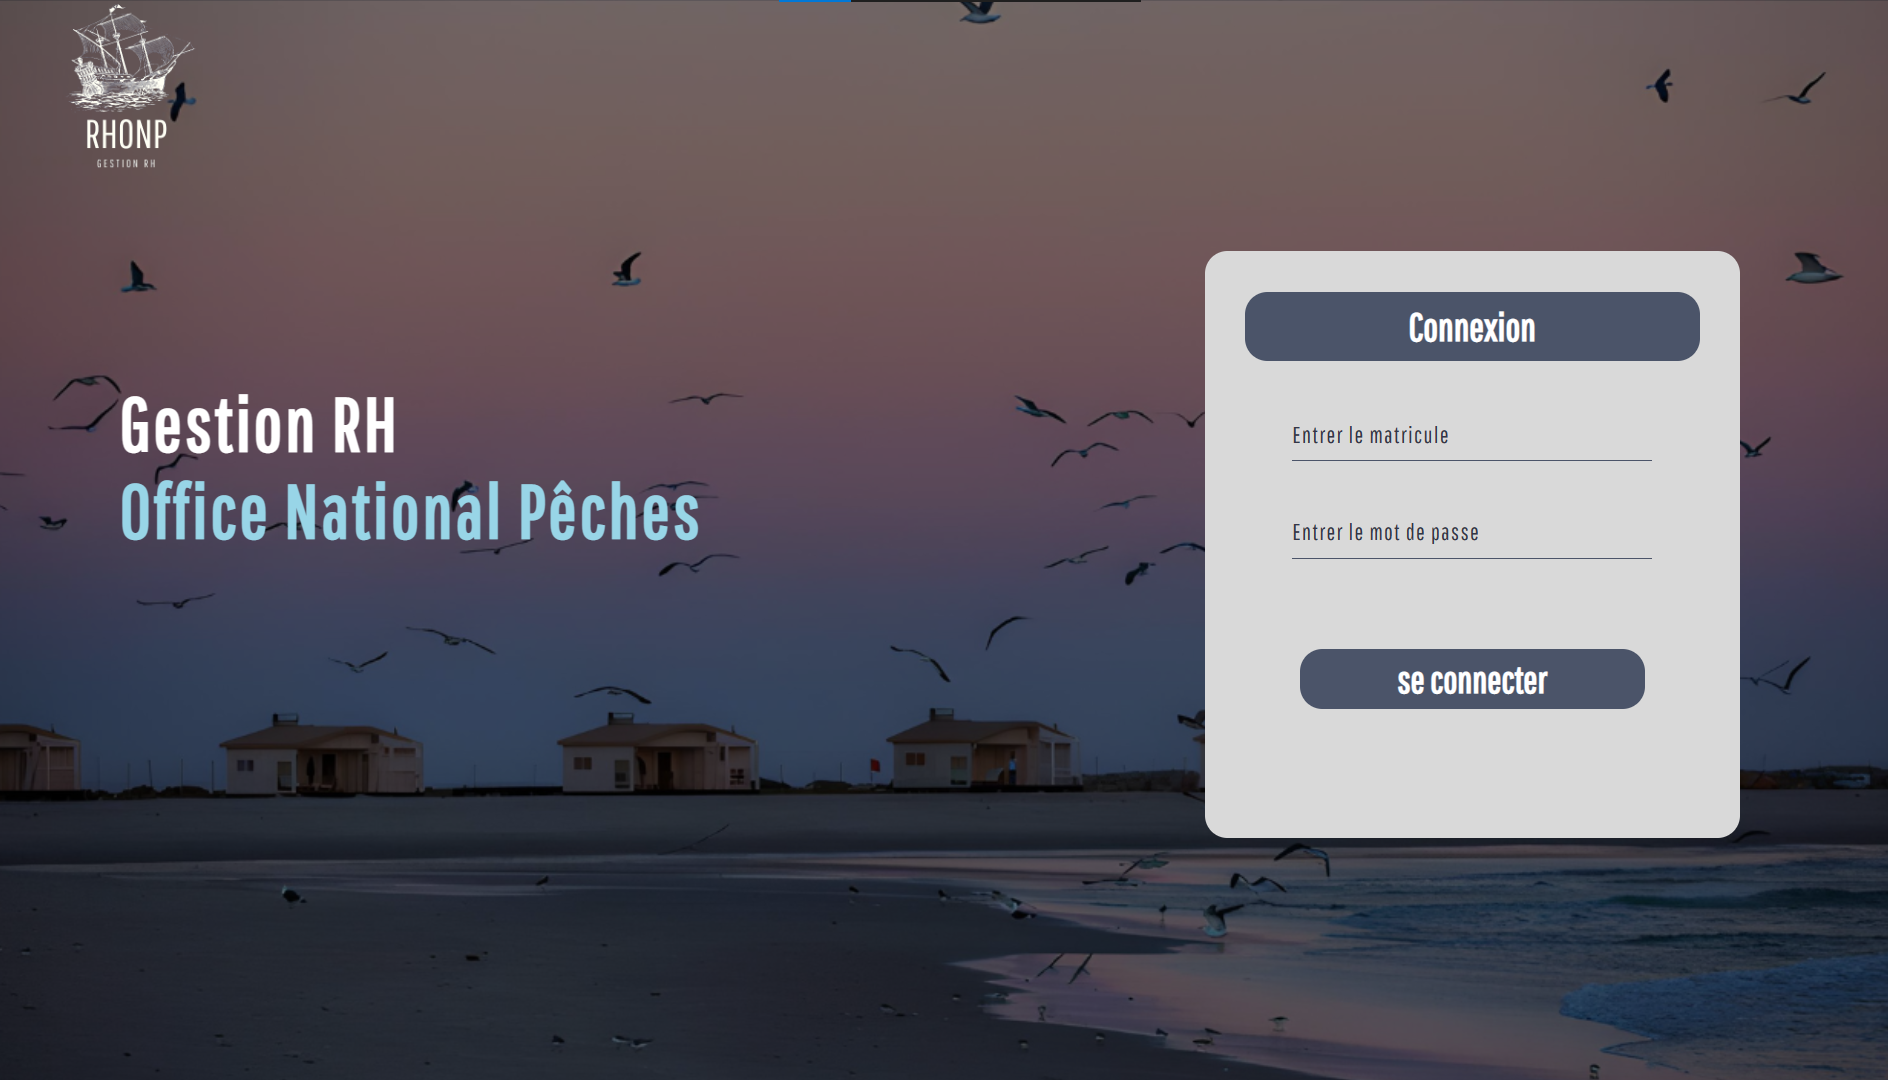 RHONP
GESTION RH
Gestion RH
Office National Pêches
Connexion
Entrer le matricule
Entrer le mot de passe
se connecter